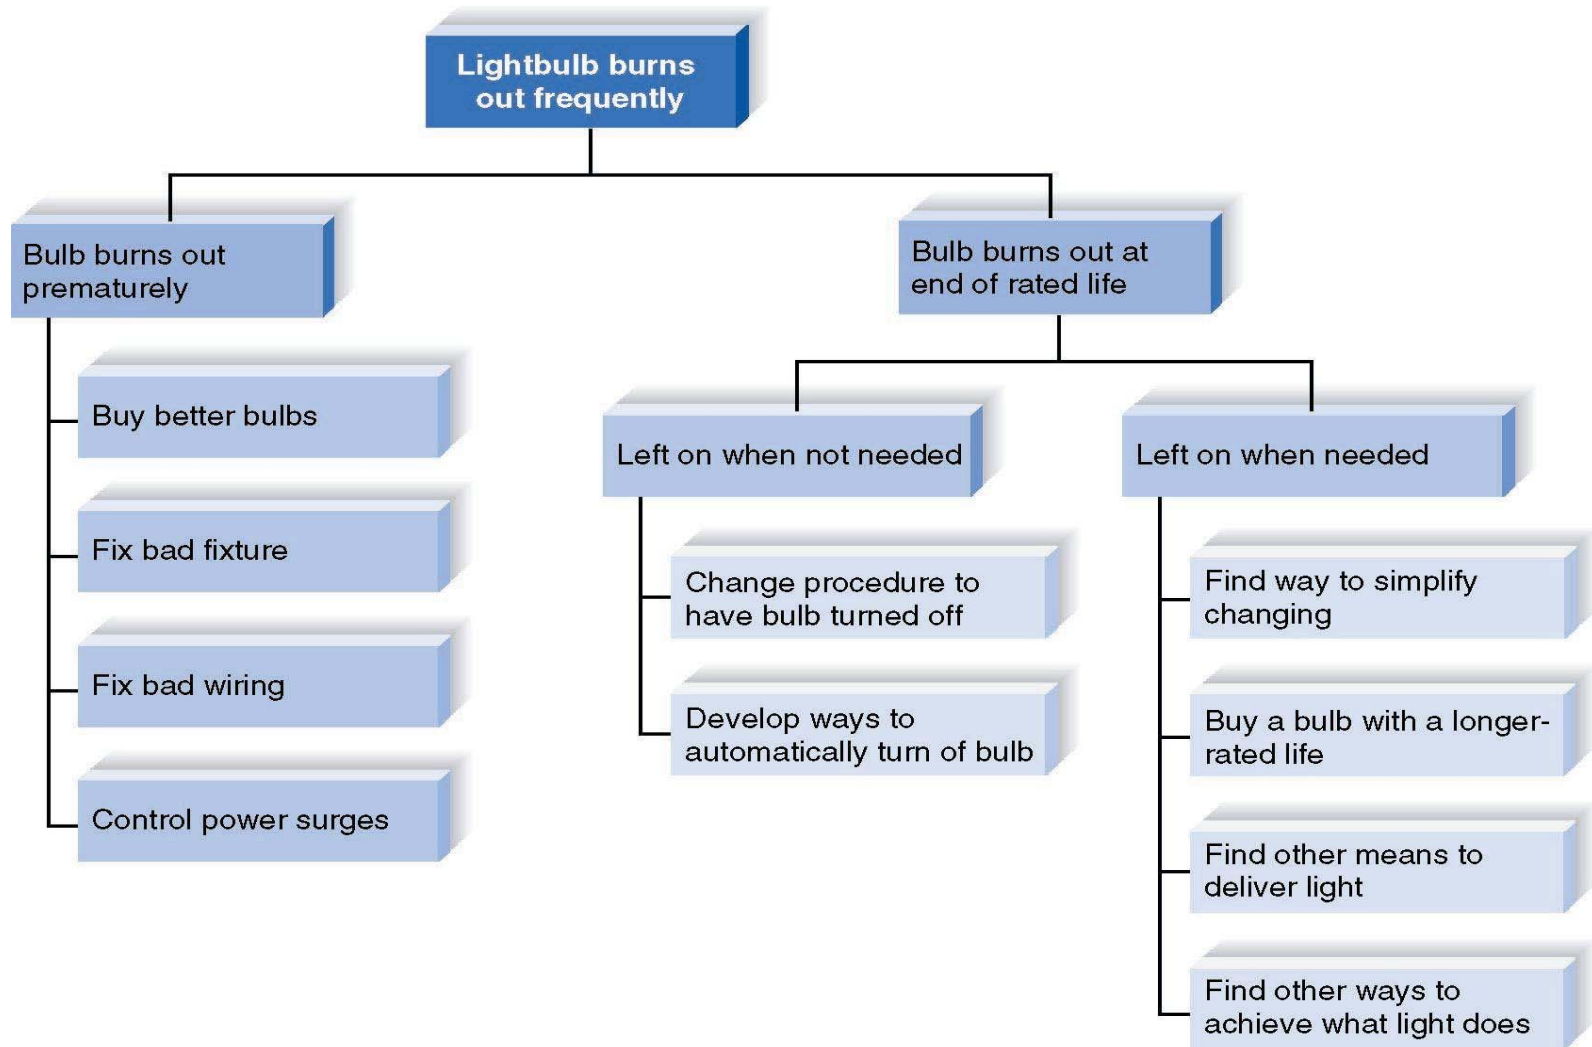 Lightbulb burns
out frequently
Bulb burns out
prematurely
Buy better bulbs
Fix bad fixture
Fix bad wiring
Control power surges
Bulb burns out at
end of rated life
Left on when not needed
Change procedure to
have bulb turned off
Develop ways to
automatically turn of bulb
Left on when needed
Find way to simplify
changing
Buy a bulb with a longer-
rated life
Find other means to
deliver light
Find other ways to
achieve what light does